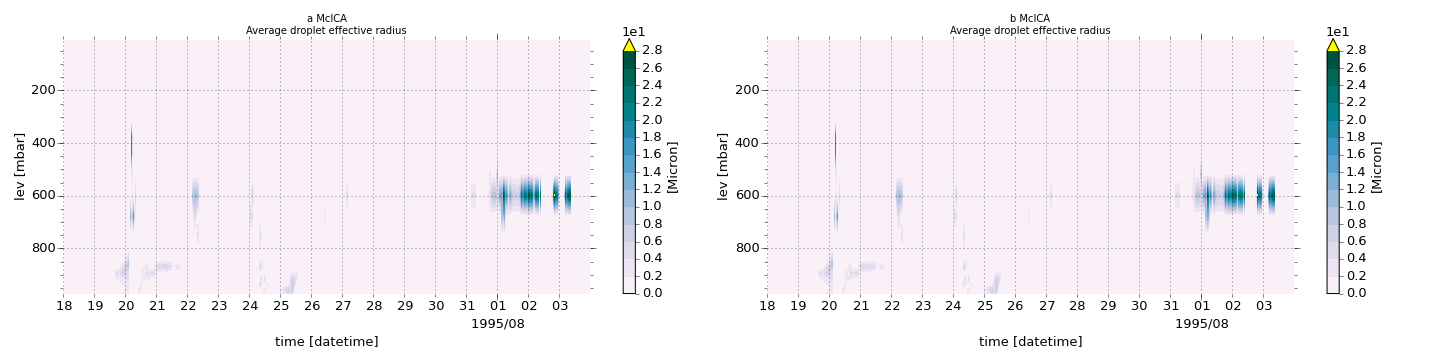 a McICA
Average droplet effective radius
1e1
2.8
2.6
2.4
2.2
2.0
1.8
1.6
1.4
1.2
1.0
0.8
0.6
0.4
0.2
0.0
[Micron]
lev [mbar]
200
400
600
800
18 19 20 21 22 23 24 25 26 27 28 29 30 31 01 02 03
1995/08
time [datetime]
b McICA
Average droplet effective radius
1e1
2.8
2.6
2.4
2.2
2.0
1.8
1.6
1.4
1.2
1.0
0.8
0.6
0.4
0.2
0.0
[Micron]
lev [mbar]
200
400
600
800
18 19 20 21 22 23 24 25 26 27 28 29 30 31 01 02 03
1995/08
time [datetime]